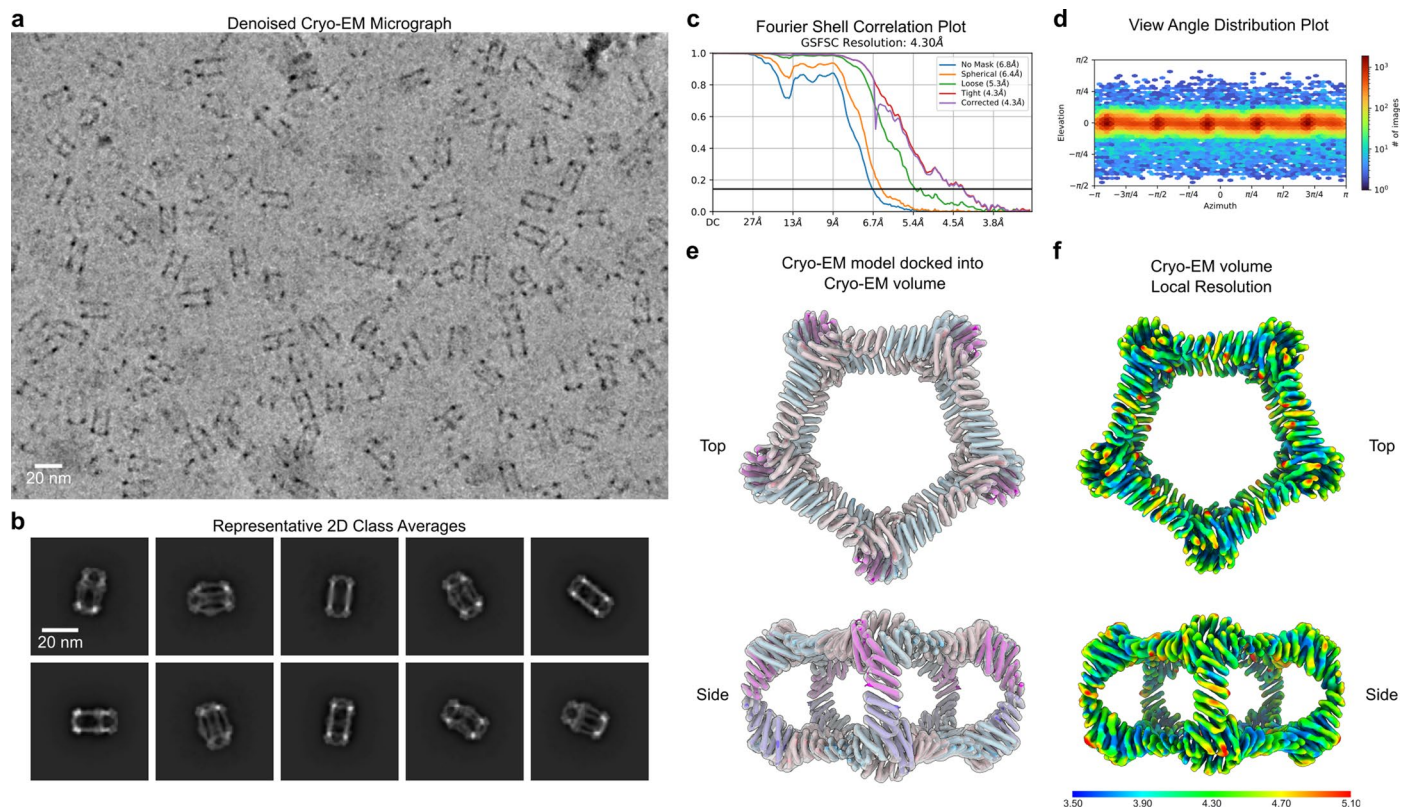 a
Denoised Cryo-EM Micrograph
20 nm
b
Representative 2D Class Averages
20 nm
c
Fourier Shell Correlation Plot
GSFSC Resolution: 4.30Å
1.0
0.8
0.6
0.4
0.2
0.0
No Mask (6.8Å)
Spherical (6.4Å)
Loose (5.3Å)
Tight (4.3Å)
Corrected (4.3Å)
DC 27Å 13Å 9Å 6.7Å 5.4Å 4.5Å 3.8Å
d
View Angle Distribution Plot
Elevation
π/2
π/4
0
−π/4
−π/2
−π −3π/4 −π/2 −π/4 0 π/4 π/2 3π/4 π
Azimuth
10³
10²
10¹
10⁰
# of images
e
Cryo-EM model docked into
Cryo-EM volume
Top
Side
f
Cryo-EM volume
Local Resolution
Top
Side
3.50 3.90 4.30 4.70 5.10